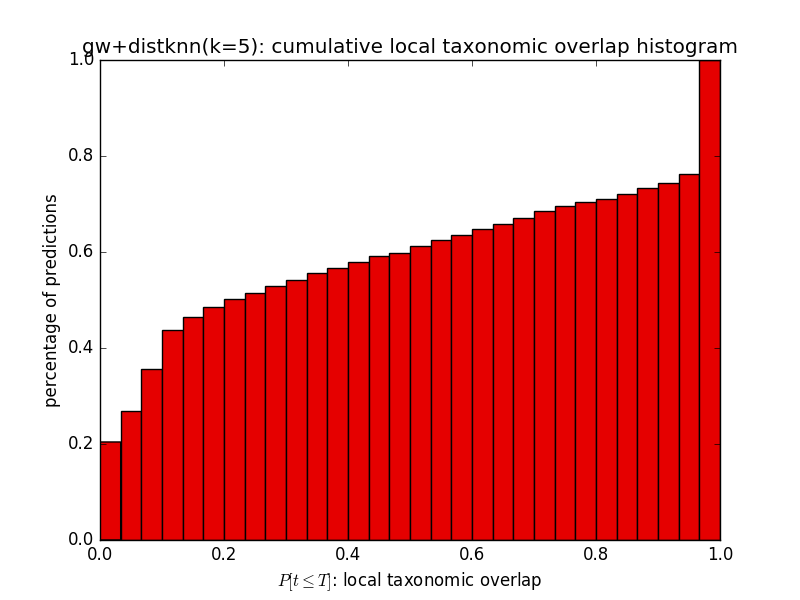 gw+distknn(k=5): cumulative local taxonomic overlap histogram
1.0
0.8
0.6
0.4
0.2
0.0
percentage of predictions
0.0 0.2 0.4 0.6 0.8 1.0
P[t ≤ T]: local taxonomic overlap